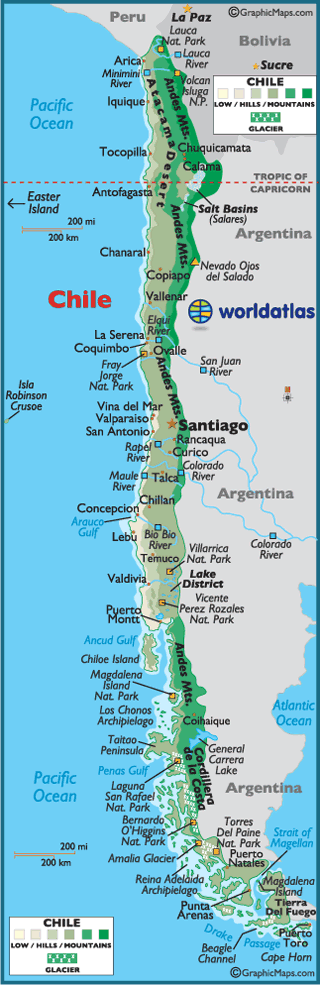 ©GraphicMaps.com
Peru
La Paz
Lauca
Nat. Park
Bolivia
Lauca
River
Arica
Minimini
River
Sucre
Volcan
Isluga
N.P.
CHILE
LOW / HILLS / MOUNTAINS
GLACIER
Iquique
Pacific
Ocean
Atacama Desert
Andes Mts.
Chuquicamata
Tocopilla
Calama
TROPIC OF
CAPRICORN
Antofagasta
Easter
Island
Salt Basins
(Salares)
200 mi
200 km
Andes Mts.
Argentina
Chanaral
Nevado Ojos
del Salado
Copiapo
Chile
Vallenar
worldatlas
Elqui
River
La Serena
Coquimbo
Ovalle
Fray
Jorge
Nat. Park
San Juan
River
Andes Mts.
Isla
Robinson
Crusoe
Vina del Mar
Valparaiso
San Antonio
Santiago
Rancaqua
Rapel
River
Curico
Colorado
River
Maule
River
Talca
Argentina
Chillan
Concepcion
Arauco
Gulf
Lebu
Bio Bio
River
Colorado
River
Villarrica
Nat. Park
Temuco
Lake
District
Valdivia
Vicente
Perez Rozales
Nat. Park
Puerto
Montt
Ancud Gulf
Chiloe Island
Andes Mts.
Magdalena
Island
Nat. Park
Los Chonos
Archipielago
Coihaique
Atlantic
Ocean
Taitao
Peninsula
General
Carrera
Lake
Penas Gulf
Cordillera
de la Costa
Pacific
Ocean
Laguna
San Rafael
Nat. Park
Argentina
Bernardo
O'Higgins
Nat. Park
Torres
Del Paine
Nat. Park
Strait of
Magellan
200 mi
200 km
Amalia Glacier
Puerto
Natales
Reina Adelaida
Archipielago
Magdalena
Island
Punta
Arenas
Tierra
Del Fuego
CHILE
LOW / HILLS / MOUNTAINS
GLACIER
Drake
Passage
Beagle
Channel
Puerto
Toro
Cape Horn
©GraphicMaps.com